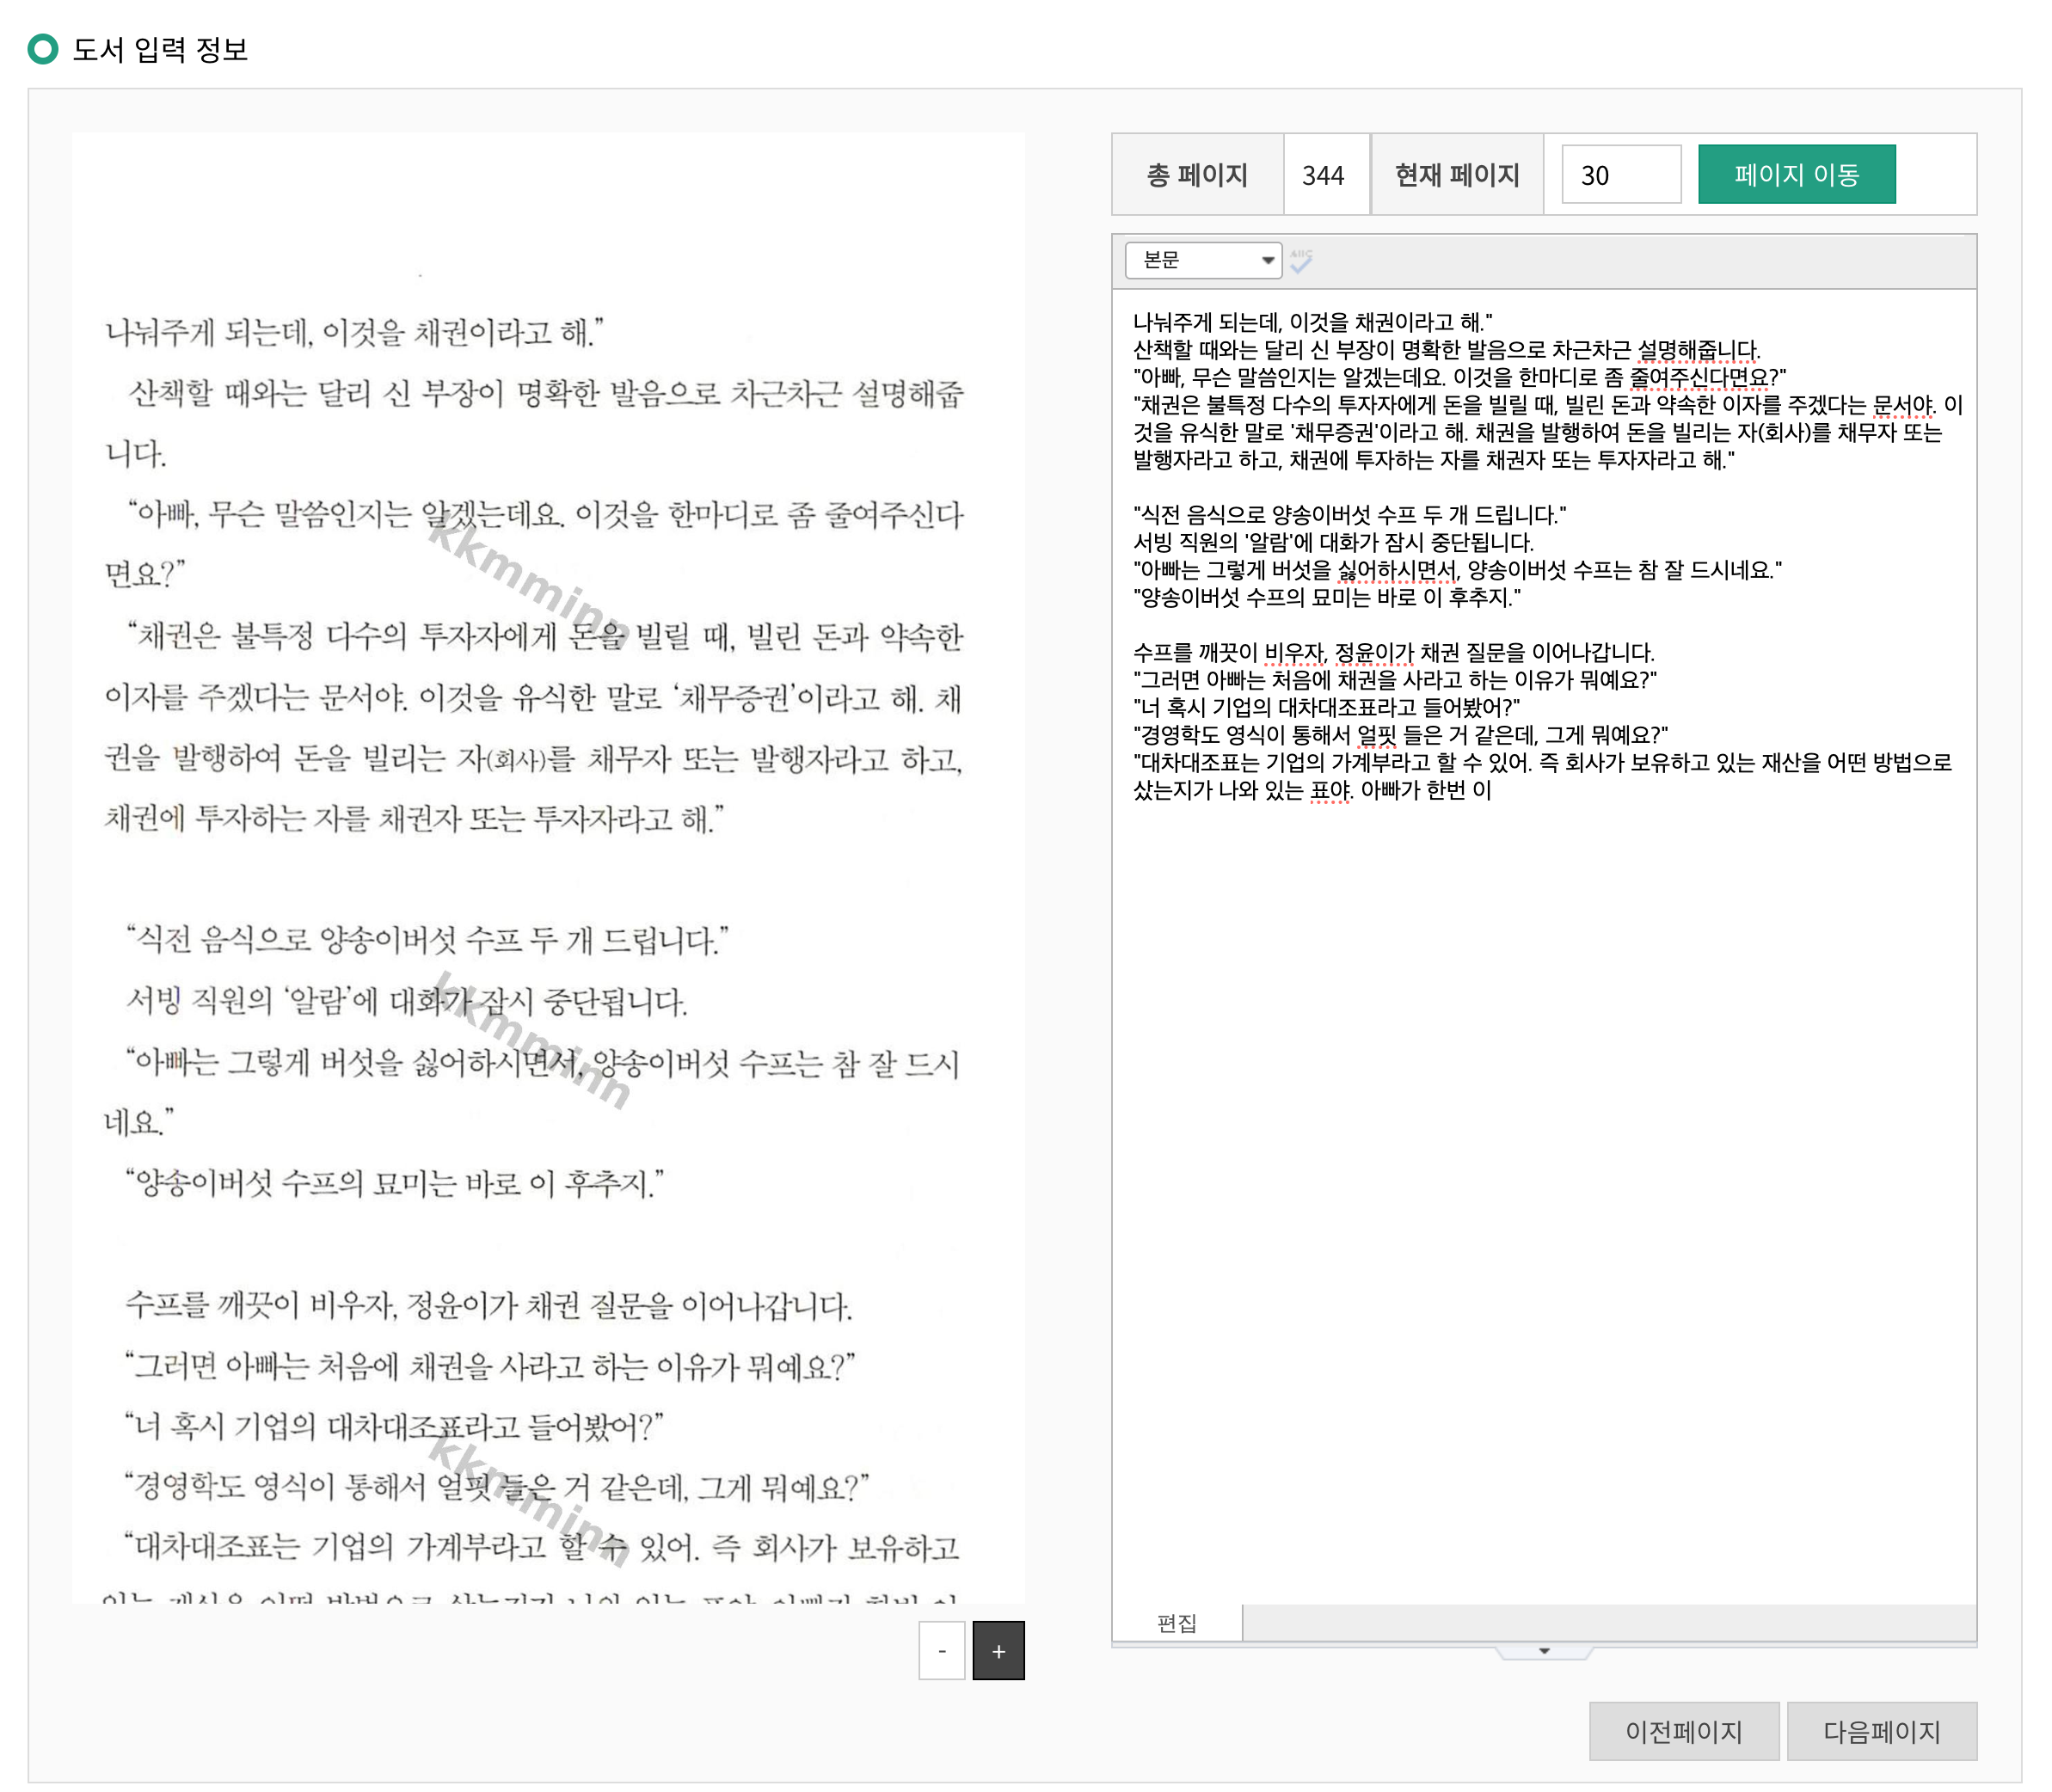 도서 입력 정보
나눠주게 되는데, 이것을 채권이라고 해.”
산책할 때와는 달리 신 부장이 명확한 발음으로 차근차근 설명해줍
니다.
“아빠, 무슨 말씀인지는 알겠는데요. 이것을 한마디로 좀 줄여주신다
면요?”
“채권은 불특정 다수의 투자자에게 돈을 빌릴 때, 빌린 돈과 약속한
이자를 주겠다는 문서야. 이것을 유식한 말로 ‘채무증권’이라고 해. 채
권을 발행하여 돈을 빌리는 자(회사)를 채무자 또는 발행자라고 하고,
채권에 투자하는 자를 채권자 또는 투자자라고 해.”
“식전 음식으로 양송이버섯 수프 두 개 드립니다.”
서빙 직원의 ‘알람’에 대화가 잠시 중단됩니다.
“아빠는 그렇게 버섯을 싫어하시면서, 양송이버섯 수프는 참 잘 드시
네요.”
“양송이버섯 수프의 묘미는 바로 이 후추지.”
수프를 깨끗이 비우자, 정윤이가 채권 질문을 이어나갑니다.
“그러면 아빠는 처음에 채권을 사라고 하는 이유가 뭐예요?”
“너 혹시 기업의 대차대조표라고 들어봤어?”
“경영학도 영식이 통해서 얼핏 들은 거 같은데, 그게 뭐예요?”
“대차대조표는 기업의 가계부라고 할 수 있어. 즉 회사가 보유하고
kkmminn
kkmminn
kkmminn
- +
총 페이지 344 현재 페이지 30 페이지 이동
본문 ABC
나눠주게 되는데, 이것을 채권이라고 해."
산책할 때와는 달리 신 부장이 명확한 발음으로 차근차근 설명해줍니다.
"아빠, 무슨 말씀인지는 알겠는데요. 이것을 한마디로 좀 줄여주신다면요?"
"채권은 불특정 다수의 투자자에게 돈을 빌릴 때, 빌린 돈과 약속한 이자를 주겠다는 문서야. 이
것을 유식한 말로 '채무증권'이라고 해. 채권을 발행하여 돈을 빌리는 자(회사)를 채무자 또는
발행자라고 하고, 채권에 투자하는 자를 채권자 또는 투자자라고 해."
"식전 음식으로 양송이버섯 수프 두 개 드립니다."
서빙 직원의 '알람'에 대화가 잠시 중단됩니다.
"아빠는 그렇게 버섯을 싫어하시면서, 양송이버섯 수프는 참 잘 드시네요."
"양송이버섯 수프의 묘미는 바로 이 후추지."
수프를 깨끗이 비우자, 정윤이가 채권 질문을 이어나갑니다.
"그러면 아빠는 처음에 채권을 사라고 하는 이유가 뭐예요?"
"너 혹시 기업의 대차대조표라고 들어봤어?"
"경영학도 영식이 통해서 얼핏 들은 거 같은데, 그게 뭐예요?"
"대차대조표는 기업의 가계부라고 할 수 있어. 즉 회사가 보유하고 있는 재산을 어떤 방법으로
샀는지가 나와 있는 표야. 아빠가 한번 이
편집
이전페이지 다음페이지